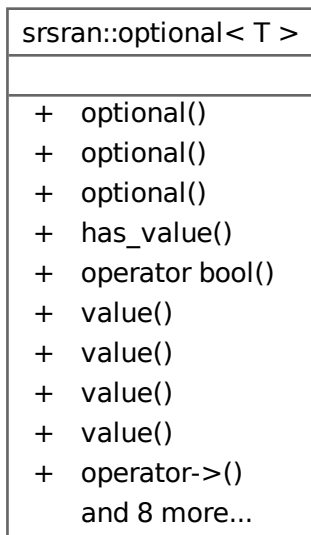 srsran::optional< T >
+ optional()
+ optional()
+ optional()
+ has_value()
+ operator bool()
+ value()
+ value()
+ value()
+ value()
+ operator->()
and 8 more...